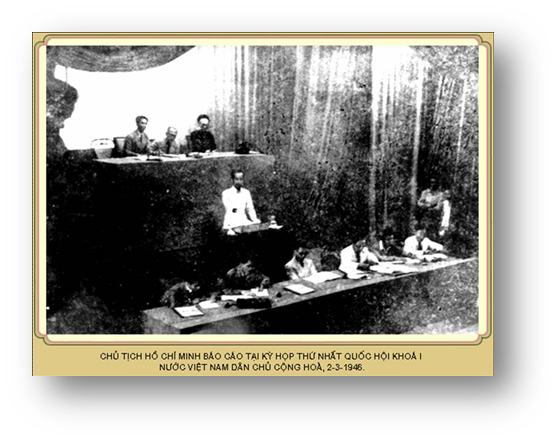 CHỦ TỊCH HỒ CHÍ MINH BÁO CÁO TẠI KỲ HỌP THỨ NHẤT QUỐC HỘI KHOÁ I
NƯỚC VIỆT NAM DÂN CHỦ CỘNG HOÀ, 2-3-1946.